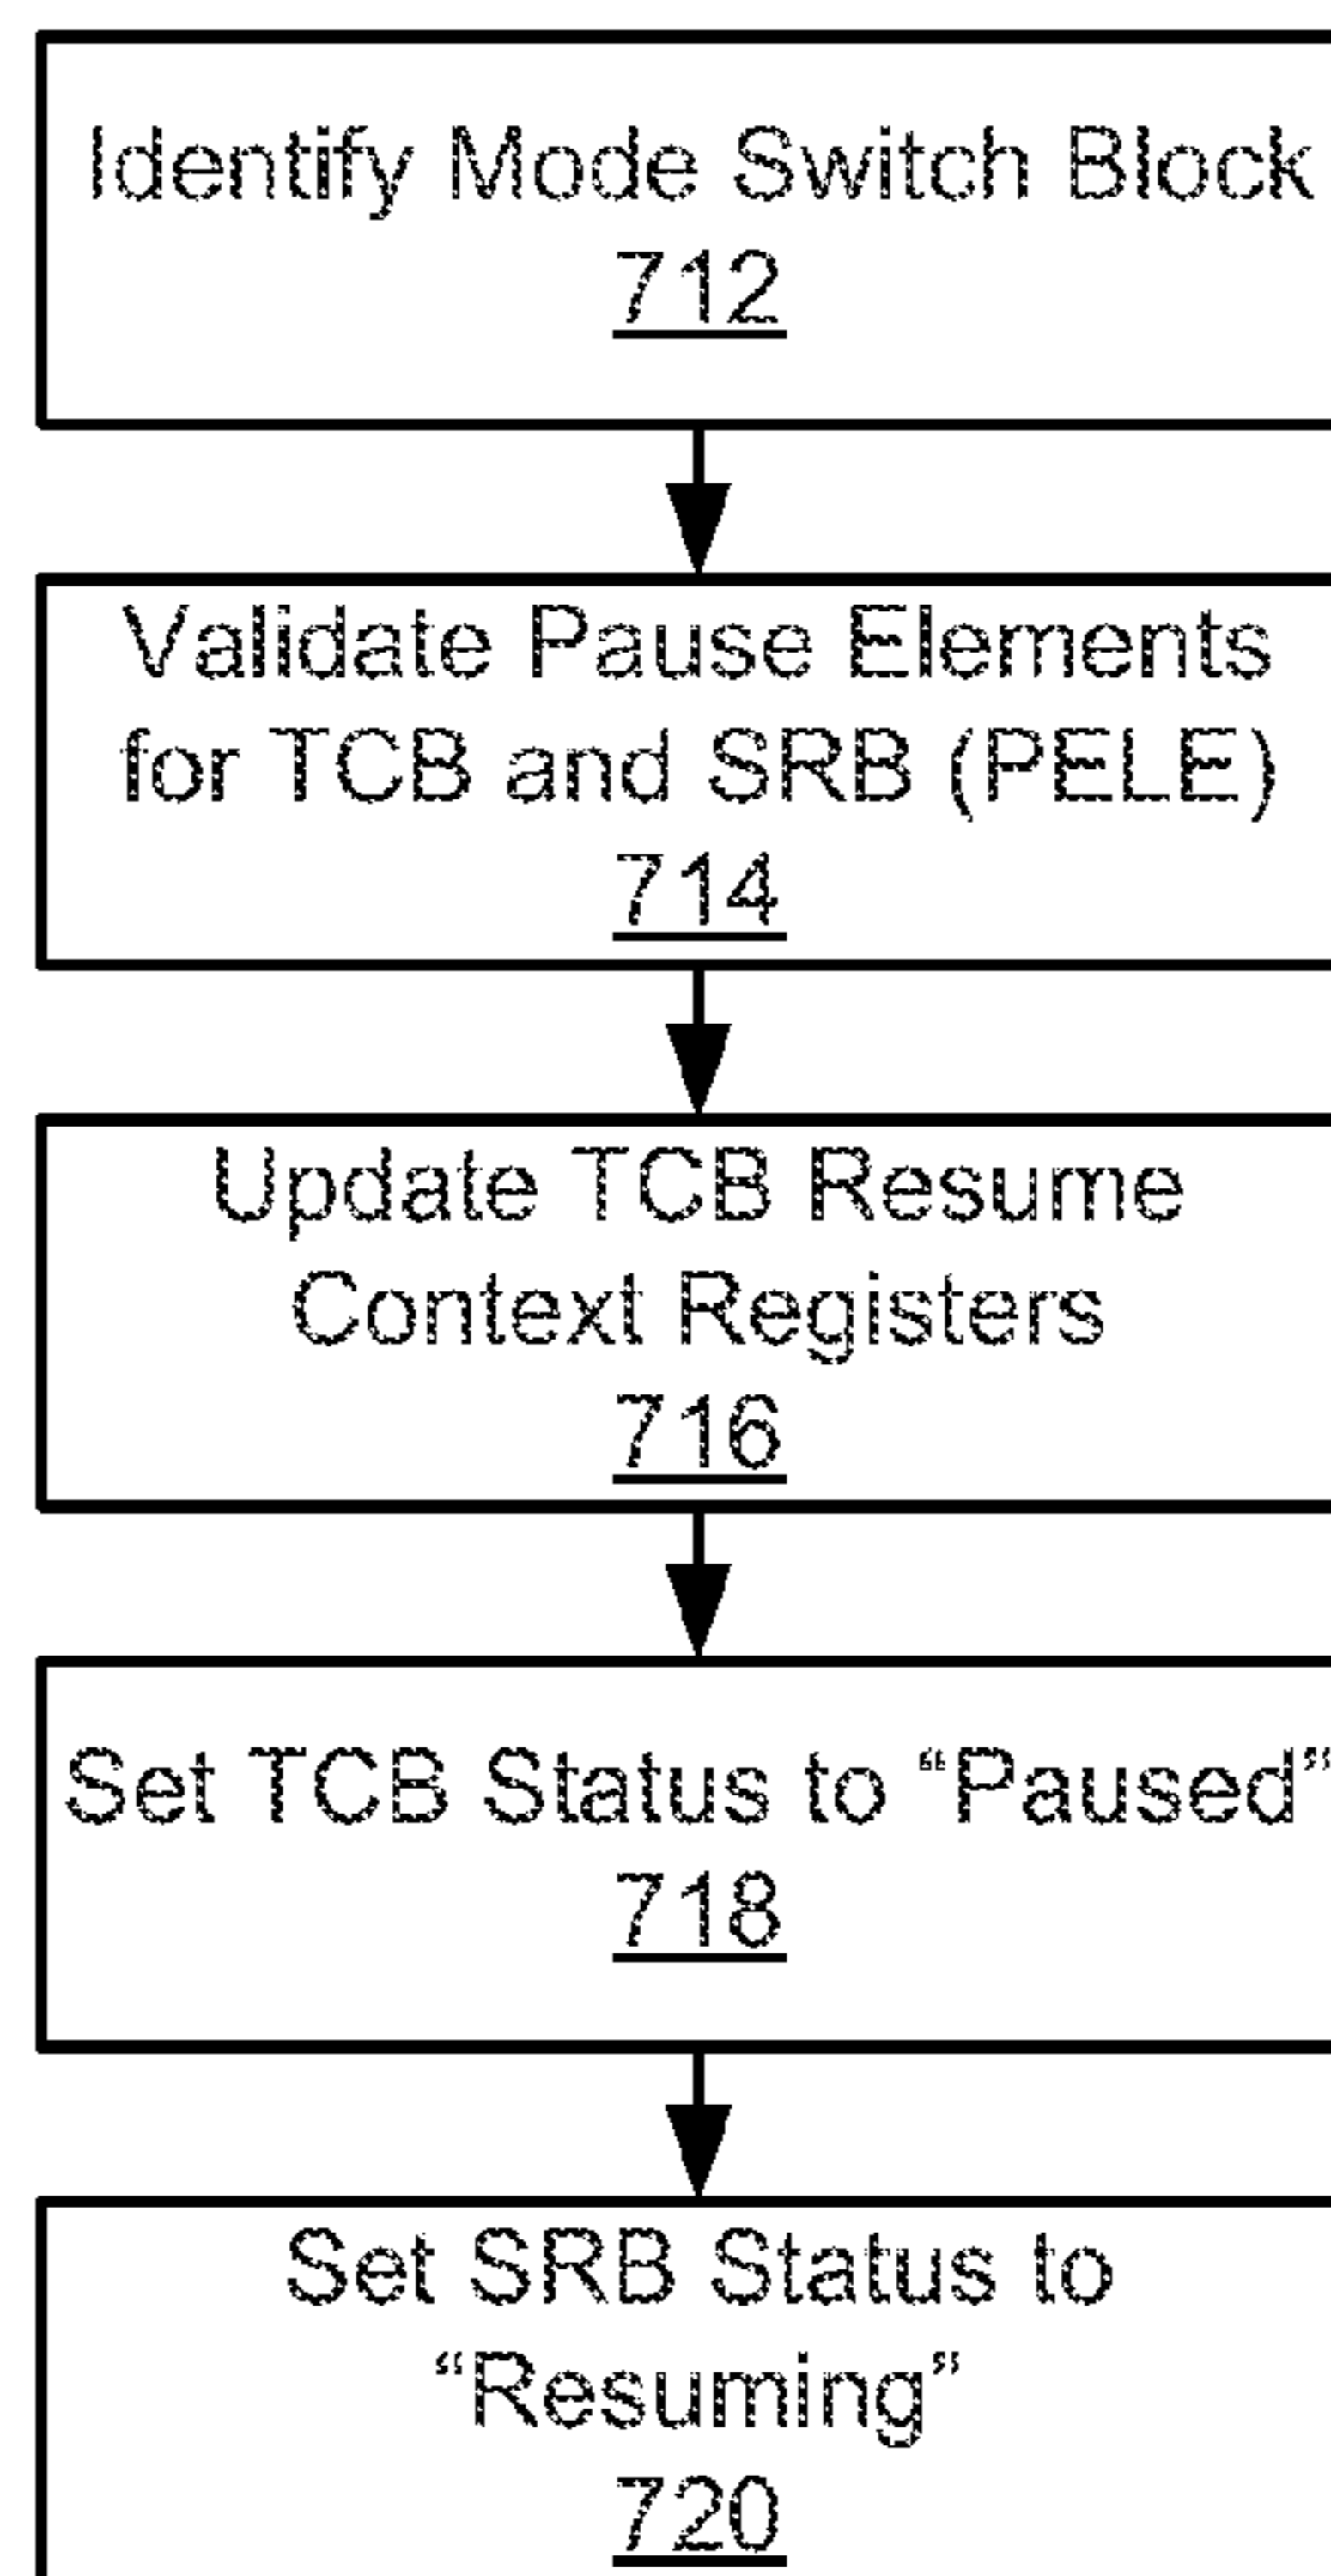 Identify Mode Switch Block
712
Validate Pause Elements
for TCB and SRB (PELE)
714
Update TCB Resume
Context Registers
716
Set TCB Status to “Paused”
718
Set SRB Status to
“Resuming”
720